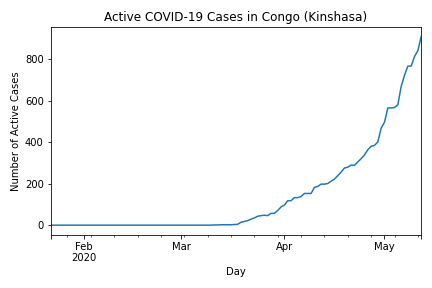 Active COVID-19 Cases in Congo (Kinshasa)
Number of Active Cases
800
600
400
200
0
Feb
2020
Mar
Apr
May
Day